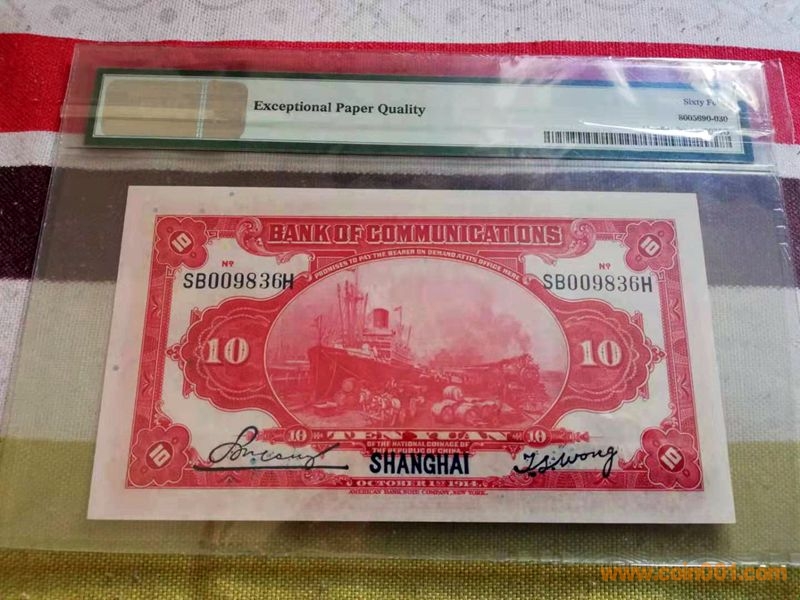 Exceptional Paper Quality
Sixty
8005690-030
BANK OF COMMUNICATIONS
PROMISES TO PAY THE BEARER ON DEMAND AT ITS OFFICE HERE
10
10
Nº
Nº
SB009836H
SB009836H
10
10
10 TEN YUAN 10
OF THE NATIONAL COINAGE OF
THE REPUBLIC OF CHINA.
SHANGHAI
T.S.Wong
10
10
OCTOBER 1ST 1914.
AMERICAN BANK NOTE COMPANY, NEW YORK.
www.coin001.com